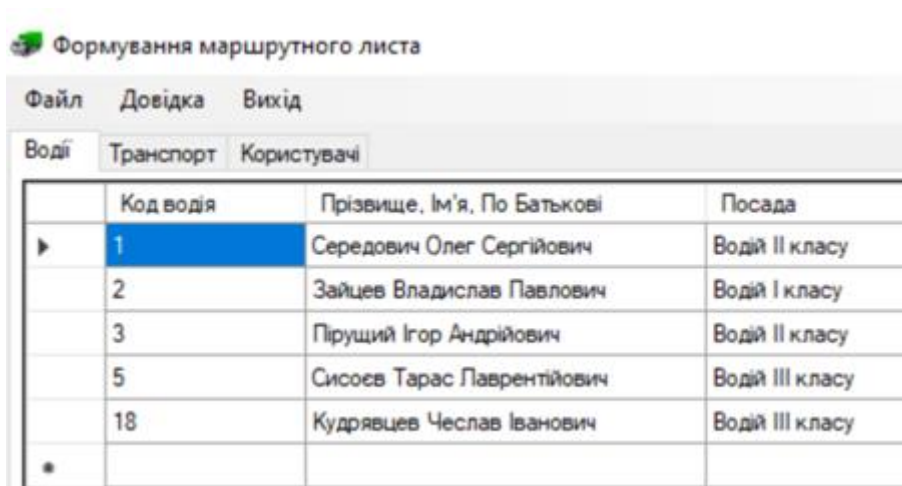 Формування маршрутного листа
Файл Довідка Вихід
Водії Транспорт Користувачі
Код водія Прізвище, Ім'я, По Батькові Посада
1 Середович Олег Сергійович Водій II класу
2 Зайцев Владислав Павлович Водій I класу
3 Пірущий Ігор Андрійович Водій II класу
5 Сисоєв Тарас Лаврентійович Водій III класу
18 Кудрявцев Чеслав Іванович Водій III класу